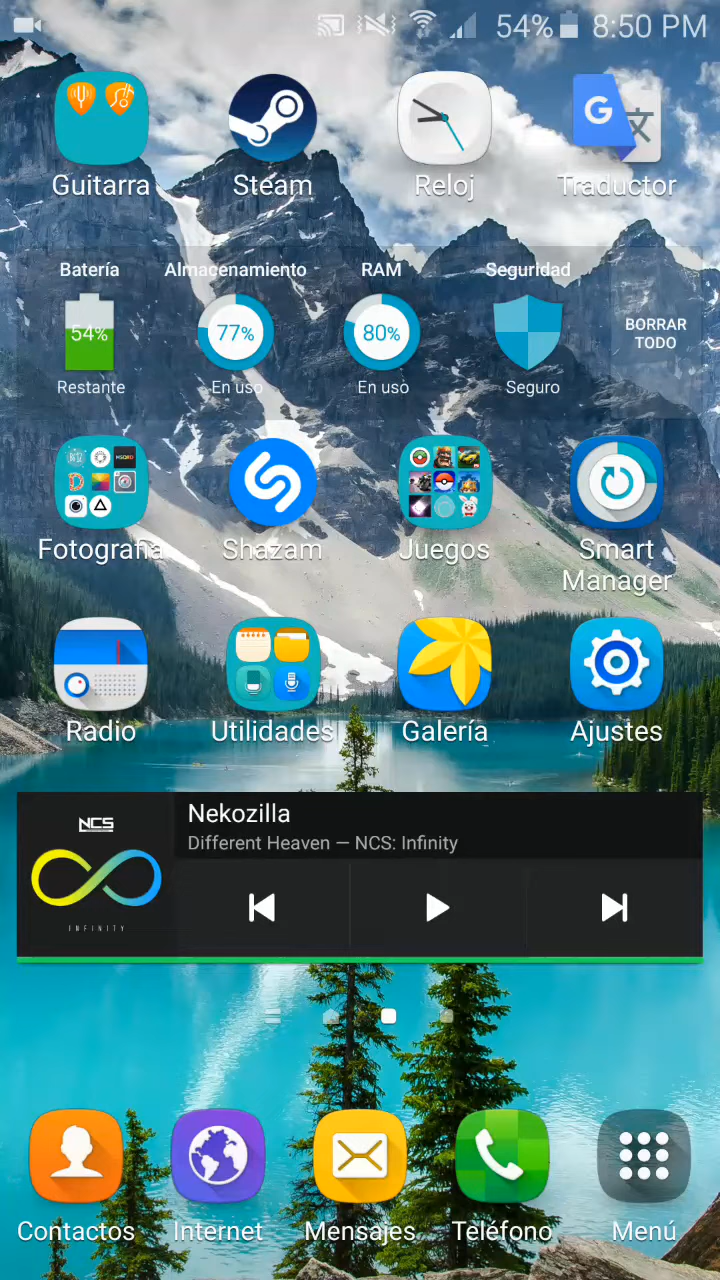 54% 8:50 PM
Guitarra Steam Reloj Traductor
Batería Almacenamiento RAM Seguridad
54% 77% 80% BORRAR TODO
Restante En uso En uso Seguro
Fotografía Shazam Juegos Smart Manager
Radio Utilidades Galería Ajustes
NCS
INFINITY
Nekozilla
Different Heaven — NCS: Infinity
Contactos Internet Mensajes Teléfono Menú